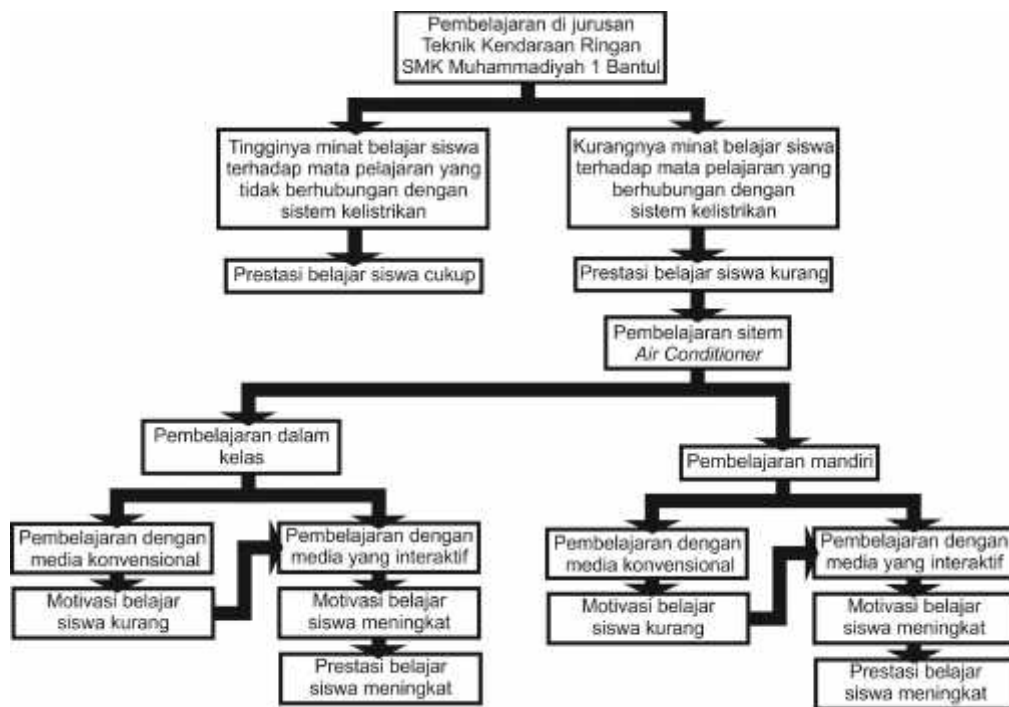 Pembelajaran di jurusan
Teknik Kendaraan Ringan
SMK Muhammadiyah 1 Bantul
Tingginya minat belajar siswa
terhadap mata pelajaran yang
tidak berhubungan dengan
sistem kelistrikan
Kurangnya minat belajar siswa
terhadap mata pelajaran yang
berhubungan dengan
sistem kelistrikan
Prestasi belajar siswa cukup
Prestasi belajar siswa kurang
Pembelajaran sitem
Air Conditioner
Pembelajaran dalam
kelas
Pembelajaran mandiri
Pembelajaran dengan
media konvensional
Pembelajaran dengan
media yang interaktif
Motivasi belajar
siswa kurang
Motivasi belajar
siswa meningkat
Prestasi belajar
siswa meningkat
Pembelajaran dengan
media konvensional
Pembelajaran dengan
media yang interaktif
Motivasi belajar
siswa kurang
Motivasi belajar
siswa meningkat
Prestasi belajar
siswa meningkat